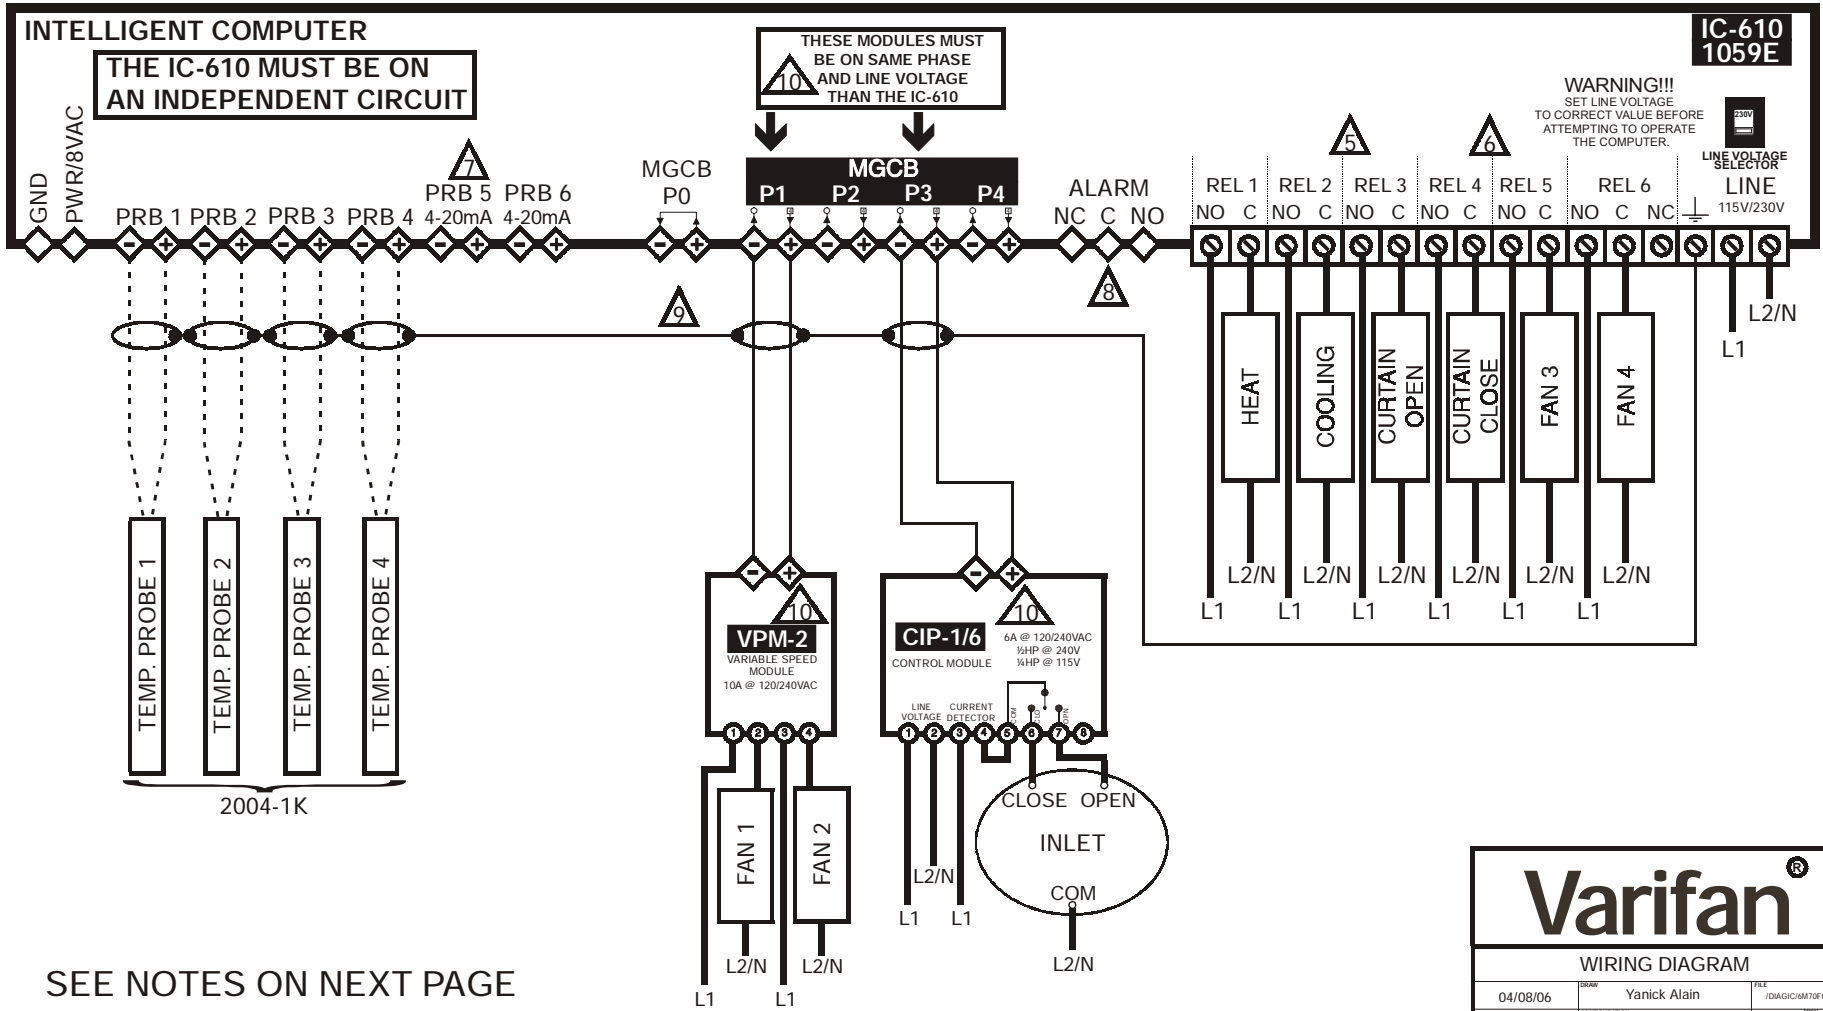 INTELLIGENT COMPUTER
THE IC-610 MUST BE ON
AN INDEPENDENT CIRCUIT
THESE MODULES MUST
BE ON SAME PHASE
AND LINE VOLTAGE
THAN THE IC-610
10
IC-610
1059E
WARNING!!!
SET LINE VOLTAGE
TO CORRECT VALUE BEFORE
ATTEMPTING TO OPERATE
THE COMPUTER.
230V
LINE VOLTAGE
SELECTOR
LINE
115V/230V
GND
PWR/8VAC
PRB 1
PRB 2
PRB 3
PRB 4
7
PRB 5
4-20mA
PRB 6
4-20mA
MGCB
P0
MGCB
P1 P2 P3 P4
ALARM
NC C NO
5
6
REL 1 REL 2 REL 3 REL 4 REL 5 REL 6
NO C NO C NO C NO C NO C NO C NC
- + - + - + - + - + - + - + - + - + - + - +
8
9
HEAT
COOLING
CURTAIN
OPEN
CURTAIN
CLOSE
FAN 3
FAN 4
L2/N
L1
L2/N L2/N L2/N L2/N L2/N L2/N
L1 L1 L1 L1 L1 L1
TEMP. PROBE 1
TEMP. PROBE 2
TEMP. PROBE 3
TEMP. PROBE 4
2004-1K
- +
10
VPM-2
VARIABLE SPEED
MODULE
10A @ 120/240VAC
1 2 3 4
FAN 1
FAN 2
L2/N L2/N
L1 L1
- +
10
CIP-1/6
CONTROL MODULE
6A @ 120/240VAC
½HP @ 240V
¼HP @ 115V
LINE
VOLTAGE
CURRENT
DETECTOR
COM
CLO
OPN
1 2 3 4 5 6 7 8
CLOSE OPEN
INLET
COM
L2/N
L1 L1
L2/N
SEE NOTES ON NEXT PAGE
Varifan®
WIRING DIAGRAM
04/08/06
DRAW
Yanick Alain
FILE